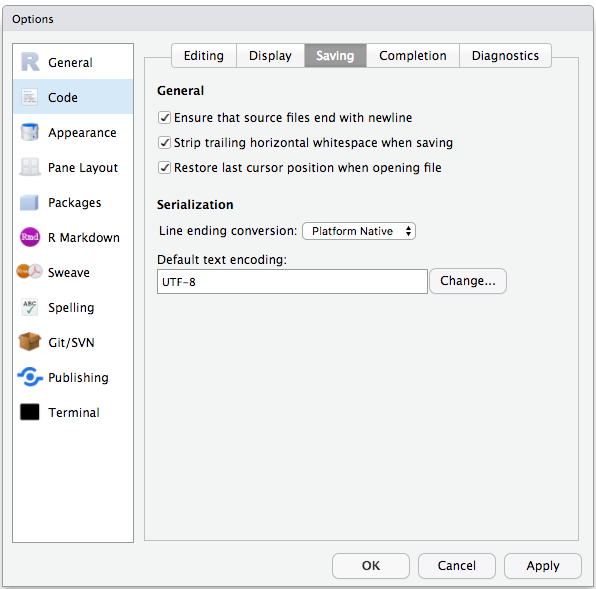 Options
General
Code
Appearance
Pane Layout
Packages
Rmd R Markdown
Sweave
ABC Spelling
Git/SVN
Publishing
Terminal
Editing Display Saving Completion Diagnostics
General
Ensure that source files end with newline
Strip trailing horizontal whitespace when saving
Restore last cursor position when opening file
Serialization
Line ending conversion: Platform Native
Default text encoding:
UTF-8 Change...
OK Cancel Apply